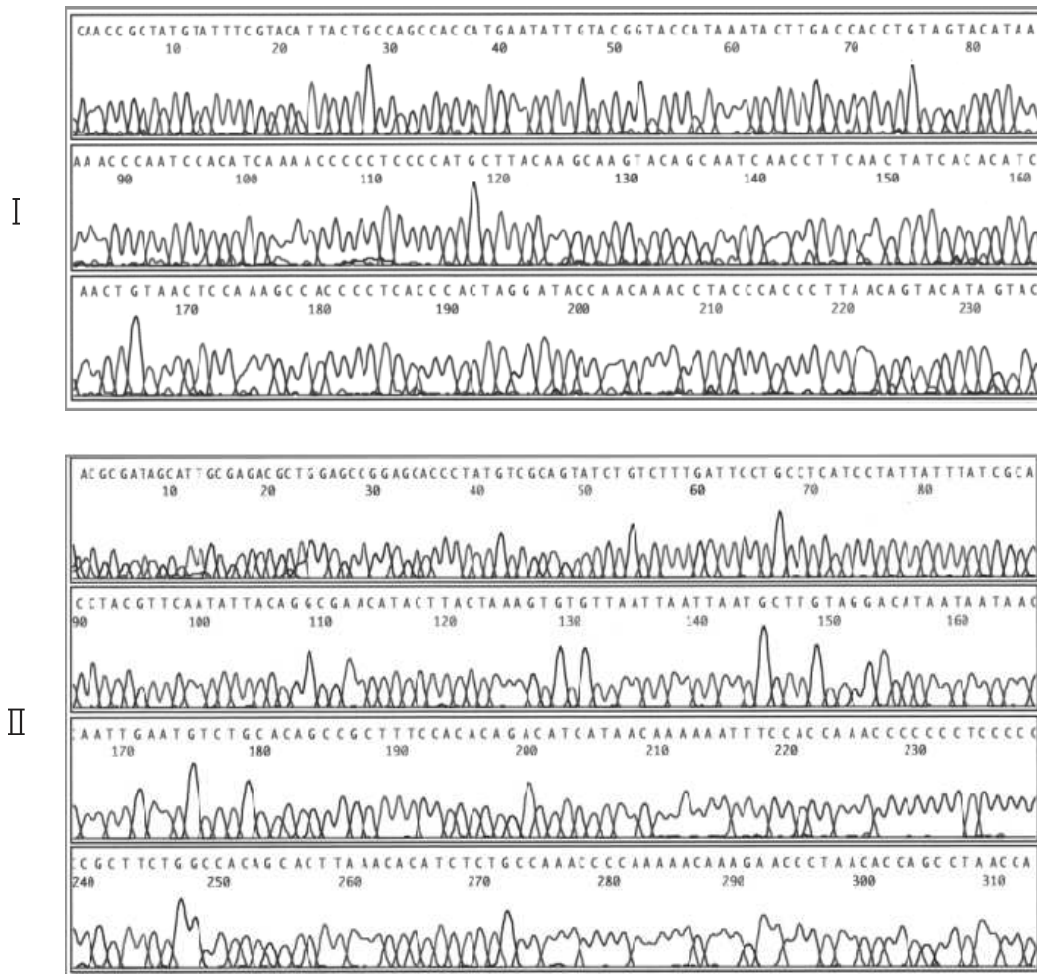 I
CAACCGCTATGTATTTCGTACATTACTGCCAGCCACCATGAATATTGTACGGTACCATAAATACTTGACCACCTGTAGTACATAA
10 20 30 40 50 60 70 80
AAACCCAATCCACATCAAAACCCCCTCCCCATGCTTACAAGCAAGTACAGCAATCAACCTTCAACTATCACACATC
90 100 110 120 130 140 150 160
AACTGTAACTCCAAAGCCACCCCTCACCCACTAGGATACCAACAAACCTACCCACCCTTAACAGTACATAGTAC
170 180 190 200 210 220 230
II
ACGCGATAGCATTGCGAGACGCTGGAGCCGGAGCACCCTATGTCGCAGTATCTGTCTTTGATTCCTGCCTCATCCTATTATTTATCGCA
10 20 30 40 50 60 70 80
CCTACGTTCAATATTACAGGCGAACATACTTACTAAAGTGTGTTAATTAATTAATGCTTGTAGGACATAATAATAAC
90 100 110 120 130 140 150 160
AATTGAATGTCTGCACAGCCGCTTTCCACACAGACATCATAACAAAAAATTTCCACCAAACCCCCCCCTCCCCC
170 180 190 200 210 220 230
CCGCTTCTGGCCACAGCACTTAAACACATCTCTGCCAAACCCCAAAAACAAAGAACCCTAACACCAGCCTAACCA
240 250 260 270 280 290 300 310